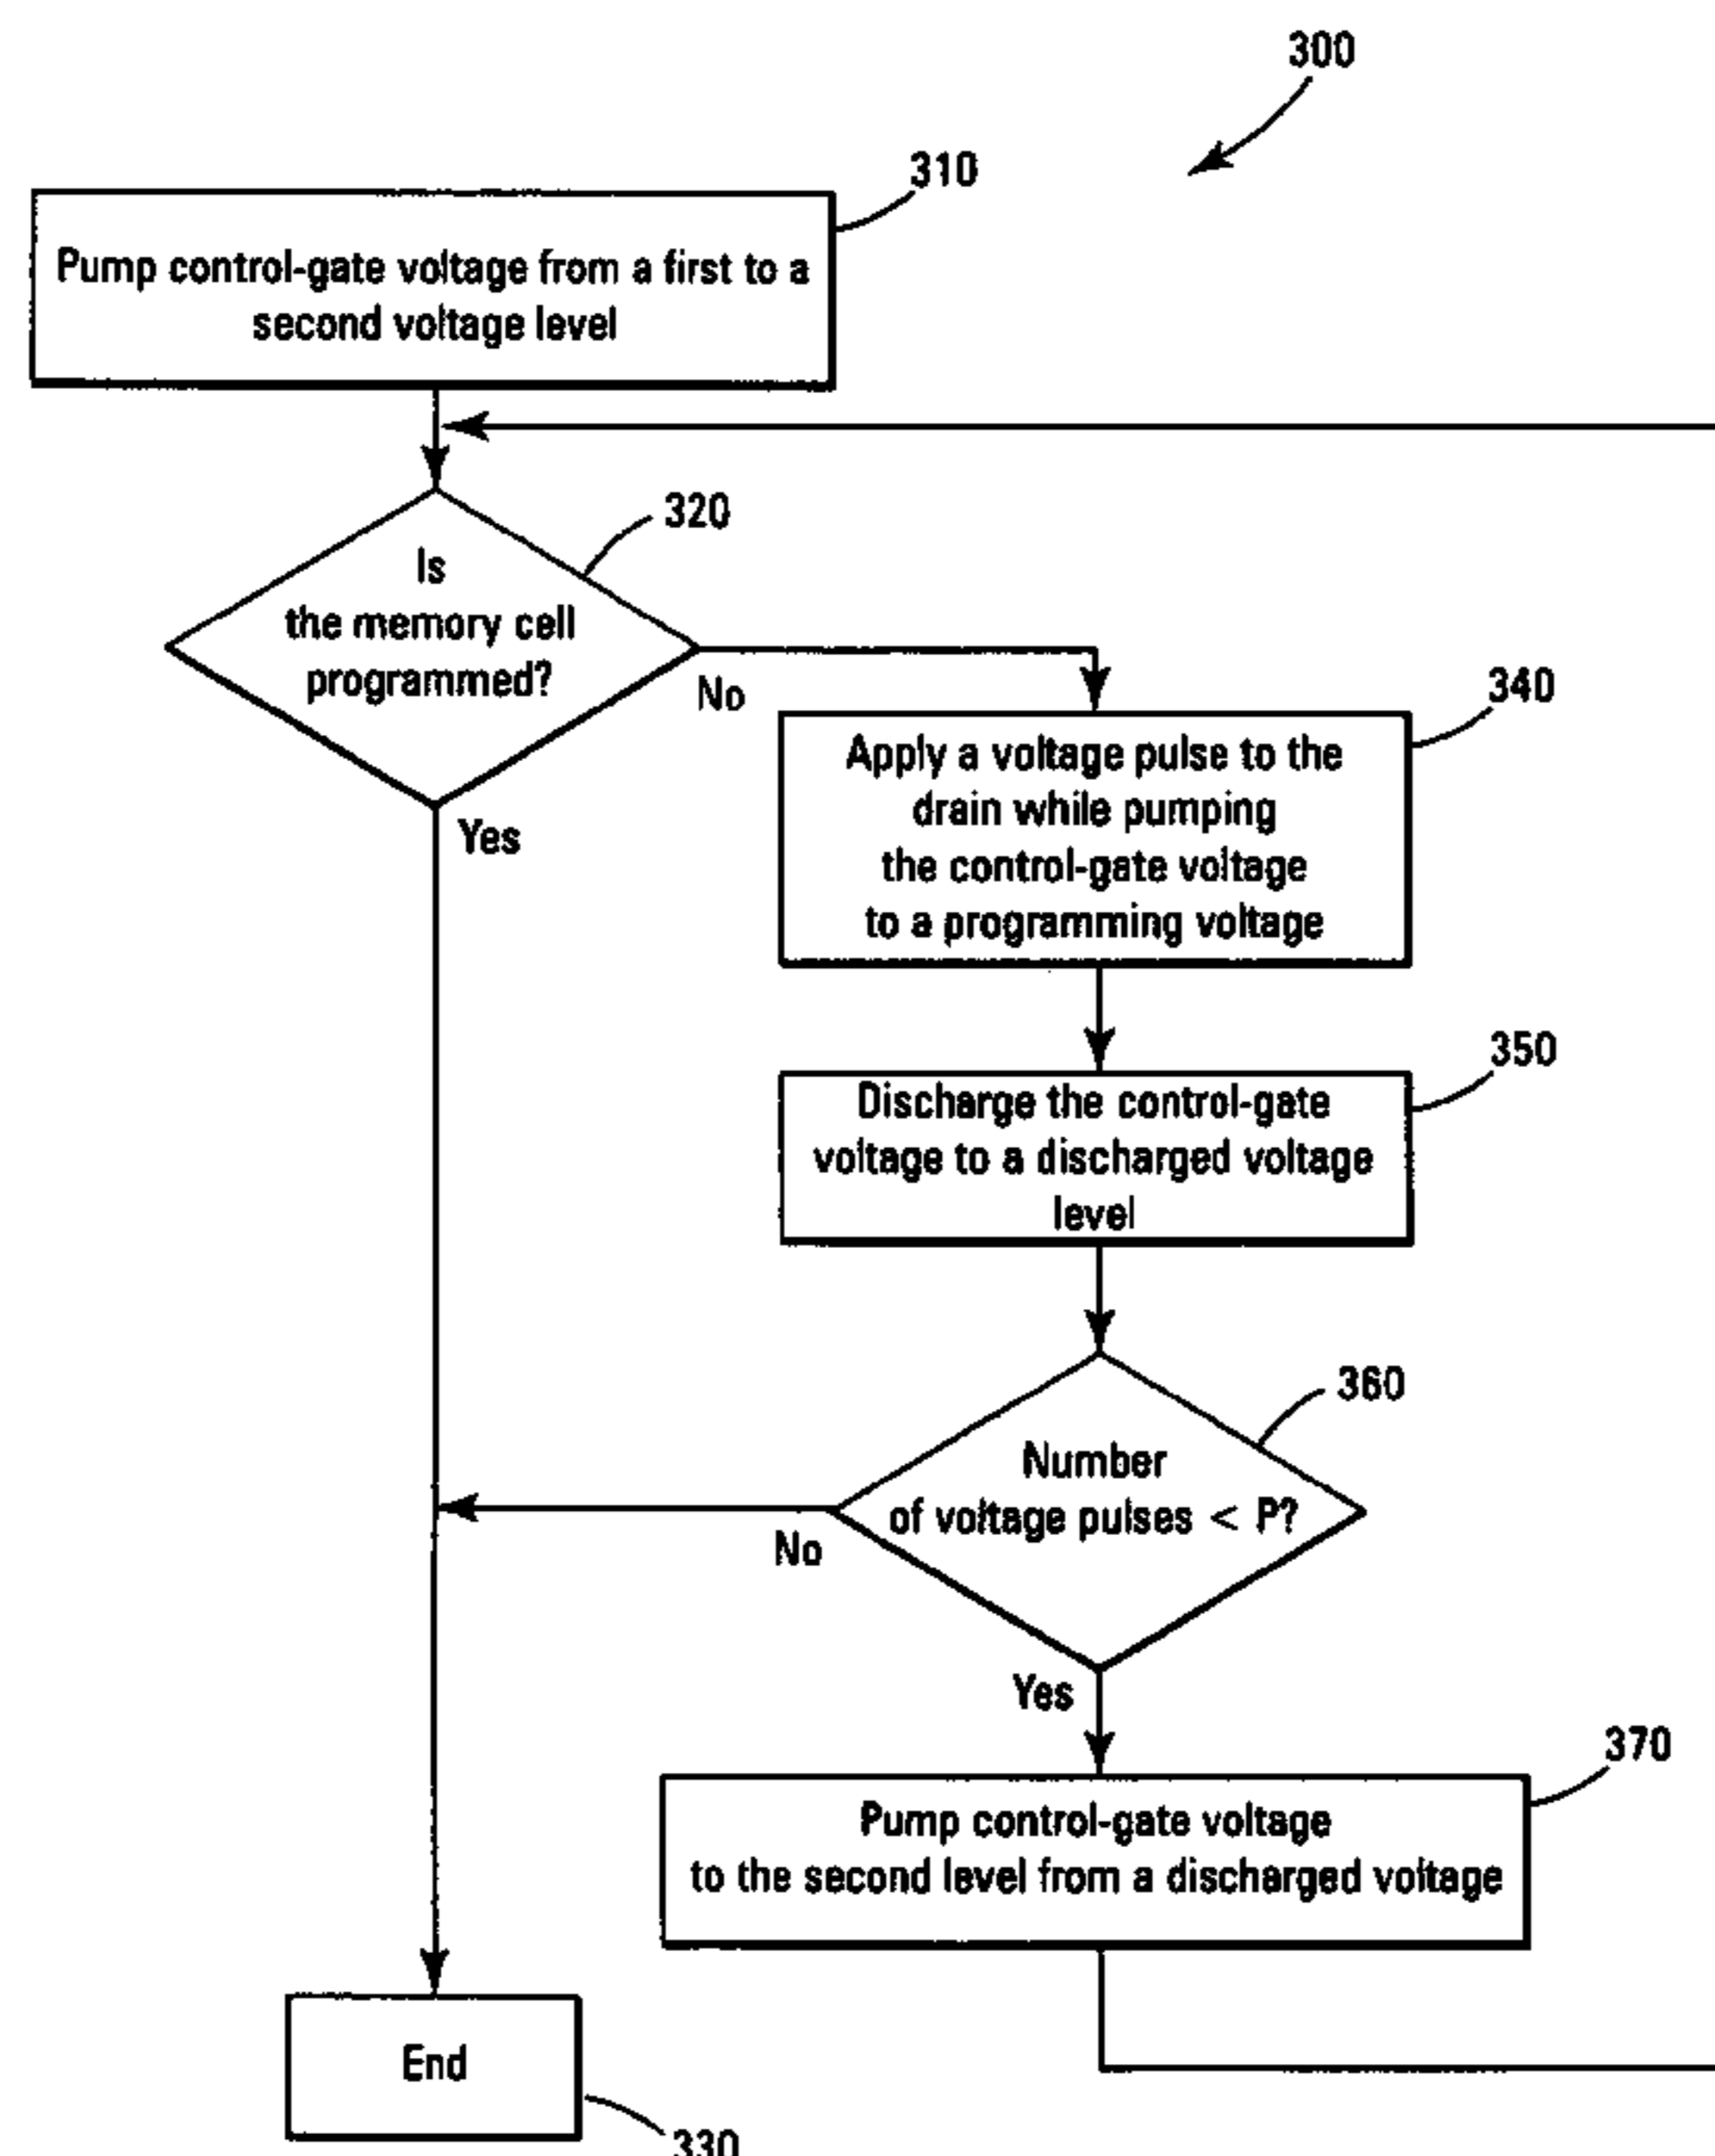 300
310
Pump control-gate voltage from a first to a
second voltage level
320
Is
the memory cell
programmed?
No
Yes
340
Apply a voltage pulse to the
drain while pumping
the control-gate voltage
to a programming voltage
350
Discharge the control-gate
voltage to a discharged voltage
level
360
Number
of voltage pulses < P?
No
Yes
370
Pump control-gate voltage
to the second level from a discharged voltage
End
330